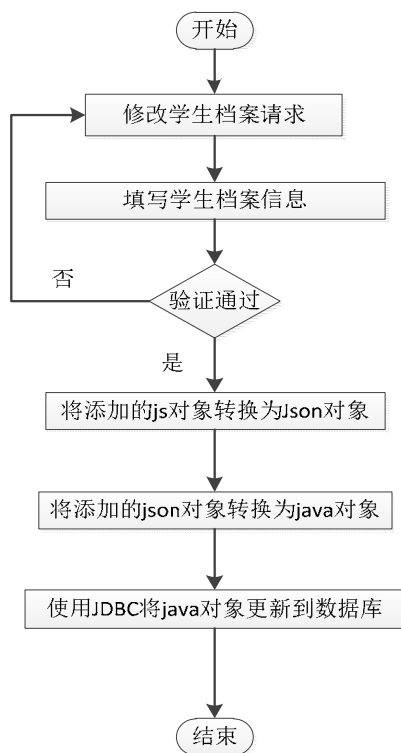 开始
修改学生档案请求
填写学生档案信息
否
验证通过
是
将添加的js对象转换为Json对象
将添加的json对象转换为java对象
使用JDBC将java对象更新到数据库
结束